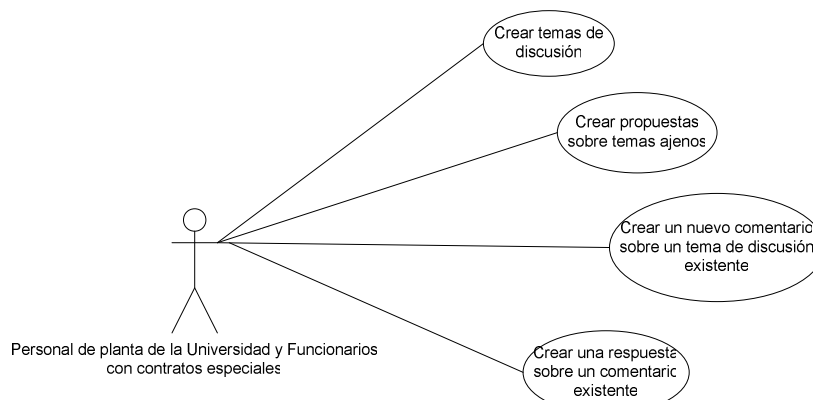 Crear temas de
discusión
Crear propuestas
sobre temas ajenos
Crear un nuevo comentario
sobre un tema de discusión
existente
Personal de planta de la Universidad y Funcionarios
con contratos especiales
Crear una respuesta
sobre un comentario
existente